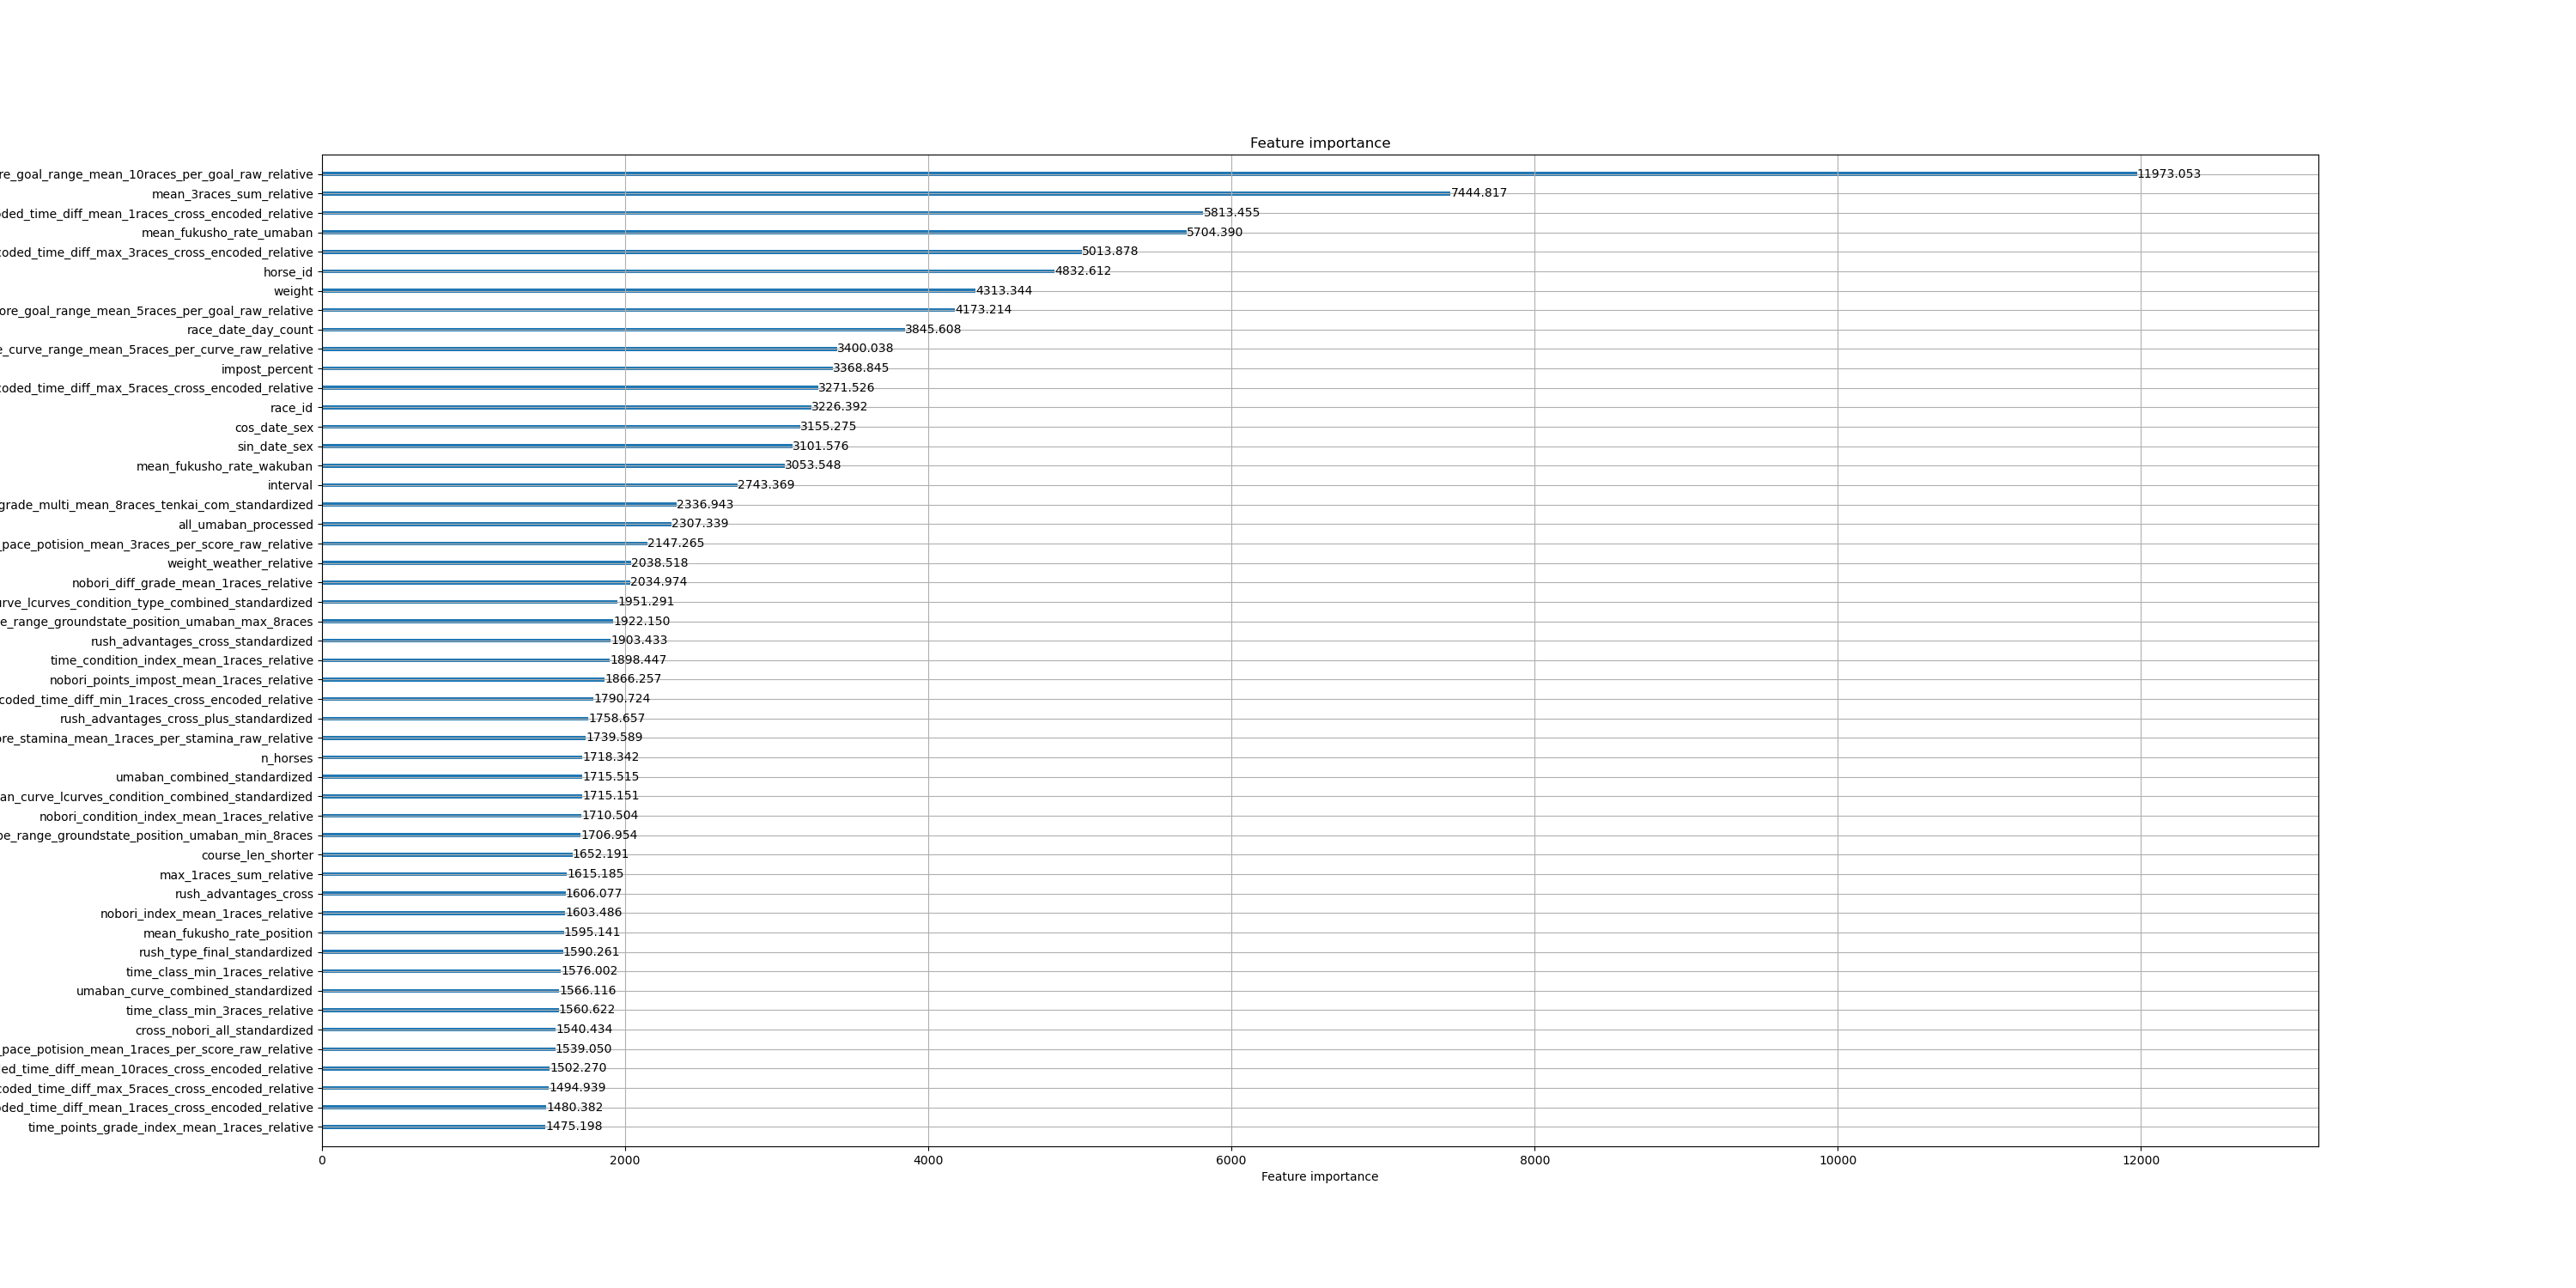 Feature importance
re_goal_range_mean_10races_per_goal_raw_relative 11973.053
mean_3races_sum_relative 7444.817
ded_time_diff_mean_1races_cross_encoded_relative 5813.455
mean_fukusho_rate_umaban 5704.390
coded_time_diff_max_3races_cross_encoded_relative 5013.878
horse_id 4832.612
weight 4313.344
ore_goal_range_mean_5races_per_goal_raw_relative 4173.214
race_date_day_count 3845.608
e_curve_range_mean_5races_per_curve_raw_relative 3400.038
impost_percent 3368.845
coded_time_diff_max_5races_cross_encoded_relative 3271.526
race_id 3226.392
cos_date_sex 3155.275
sin_date_sex 3101.576
mean_fukusho_rate_wakuban 3053.548
interval 2743.369
grade_multi_mean_8races_tenkai_com_standardized 2336.943
all_umaban_processed 2307.339
_pace_potision_mean_3races_per_score_raw_relative 2147.265
weight_weather_relative 2038.518
nobori_diff_grade_mean_1races_relative 2034.974
urve_lcurves_condition_type_combined_standardized 1951.291
e_range_groundstate_position_umaban_max_8races 1922.150
rush_advantages_cross_standardized 1903.433
time_condition_index_mean_1races_relative 1898.447
nobori_points_impost_mean_1races_relative 1866.257
coded_time_diff_min_1races_cross_encoded_relative 1790.724
rush_advantages_cross_plus_standardized 1758.657
ore_stamina_mean_1races_per_stamina_raw_relative 1739.589
n_horses 1718.342
umaban_combined_standardized 1715.515
an_curve_lcurves_condition_combined_standardized 1715.151
nobori_condition_index_mean_1races_relative 1710.504
pe_range_groundstate_position_umaban_min_8races 1706.954
course_len_shorter 1652.191
max_1races_sum_relative 1615.185
rush_advantages_cross 1606.077
nobori_index_mean_1races_relative 1603.486
mean_fukusho_rate_position 1595.141
rush_type_final_standardized 1590.261
time_class_min_1races_relative 1576.002
umaban_curve_combined_standardized 1566.116
time_class_min_3races_relative 1560.622
cross_nobori_all_standardized 1540.434
_pace_potision_mean_1races_per_score_raw_relative 1539.050
ed_time_diff_mean_10races_cross_encoded_relative 1502.270
coded_time_diff_max_5races_cross_encoded_relative 1494.939
ded_time_diff_mean_1races_cross_encoded_relative 1480.382
time_points_grade_index_mean_1races_relative 1475.198
0 2000 4000 6000 8000 10000 12000
Feature importance